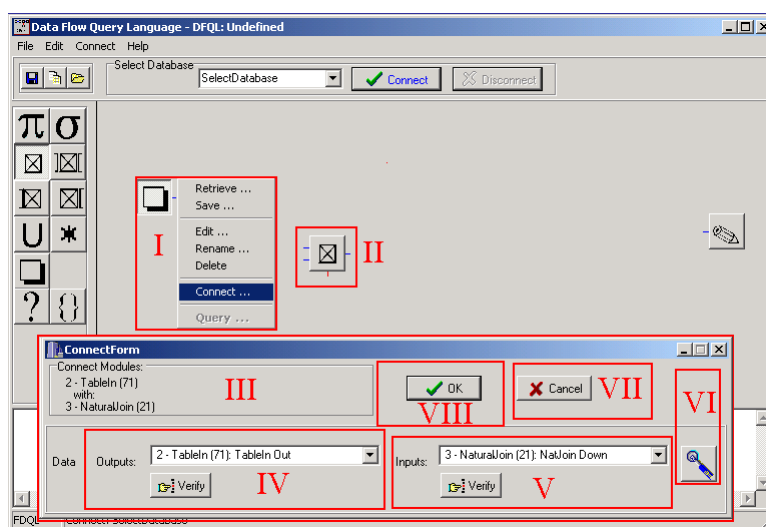 Data Flow Query Language - DFQL: Undefined
File Edit Connect Help
Select Database
SelectDatabase
Connect
Disconnect
π σ
U *
? {}
Retrieve ...
Save ...
Edit ...
Rename ...
Delete
Connect ...
Query ...
I
II
ConnectForm
Connect Modules:
2 - TableIn (71)
with:
3 - NaturalJoin (21)
III
OK
VIII
Cancel
VII
VI
Data
Outputs:
2 - TableIn (71): TableIn Out
Verify
IV
Inputs:
3 - NaturalJoin (21): NatJoin Down
Verify
V
FDQL
Connect SelectDatabase